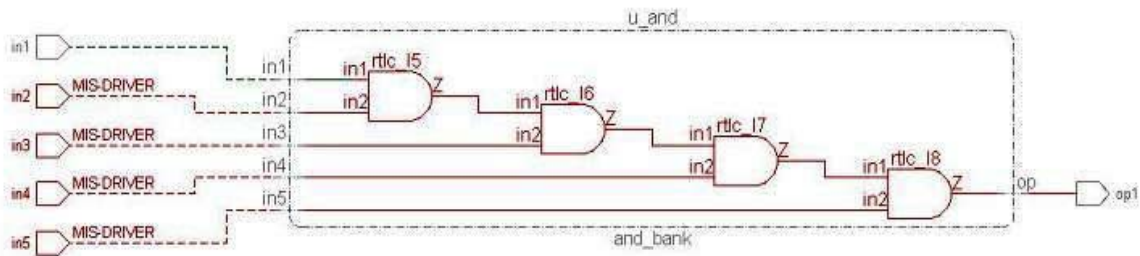 u_and
in1
in1
in1
rtlc_I5
Z
in2
MIS-DRIVER
in2
in2
in1
rtlc_I6
Z
in3
MIS-DRIVER
in3
in2
in1
rtlc_I7
Z
in4
MIS-DRIVER
in4
in2
in1
rtlc_I8
Z
op
op1
in5
MIS-DRIVER
in5
in2
and_bank